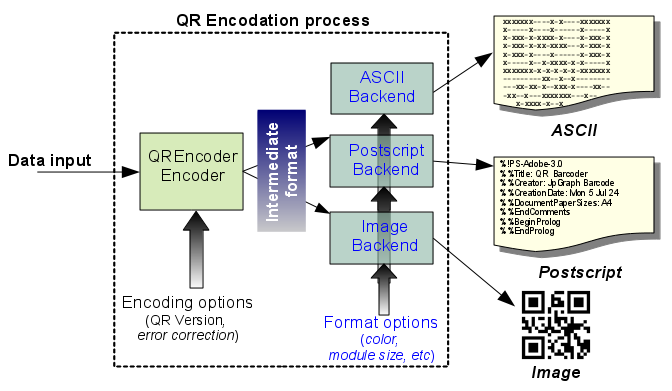 QR Encodation process
Data input
QREncoder
Encoder
Intermediate
format
ASCII
Backend
Postscript
Backend
Image
Backend
Encoding options
(QR Version,
error correction)
Format options
(color,
module size, etc)
ASCII
%!PS-Adobe-3.0
%%Title: QR Barcoder
%%Creator: JpGraph Barcode
%%CreationDate: Mon 5 Jul 24
%%DocumentPaperSizes: A4
%%EndComments
%%BeginProlog
%%EndProlog
Postscript
Image